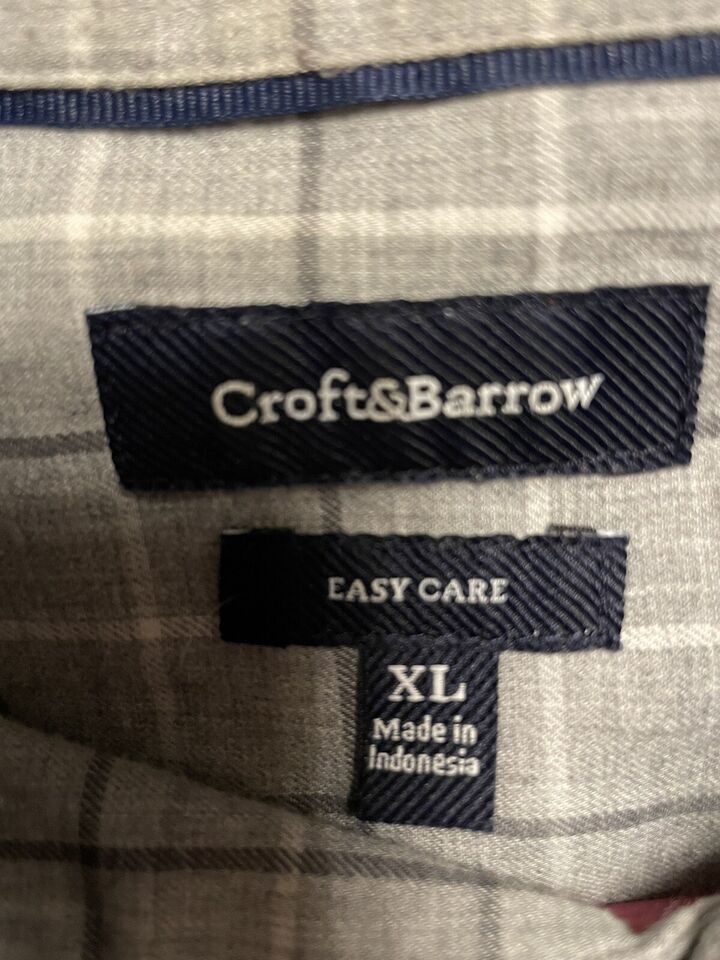 Croft&Barrow
EASY CARE
XL
Made in
Indonesia